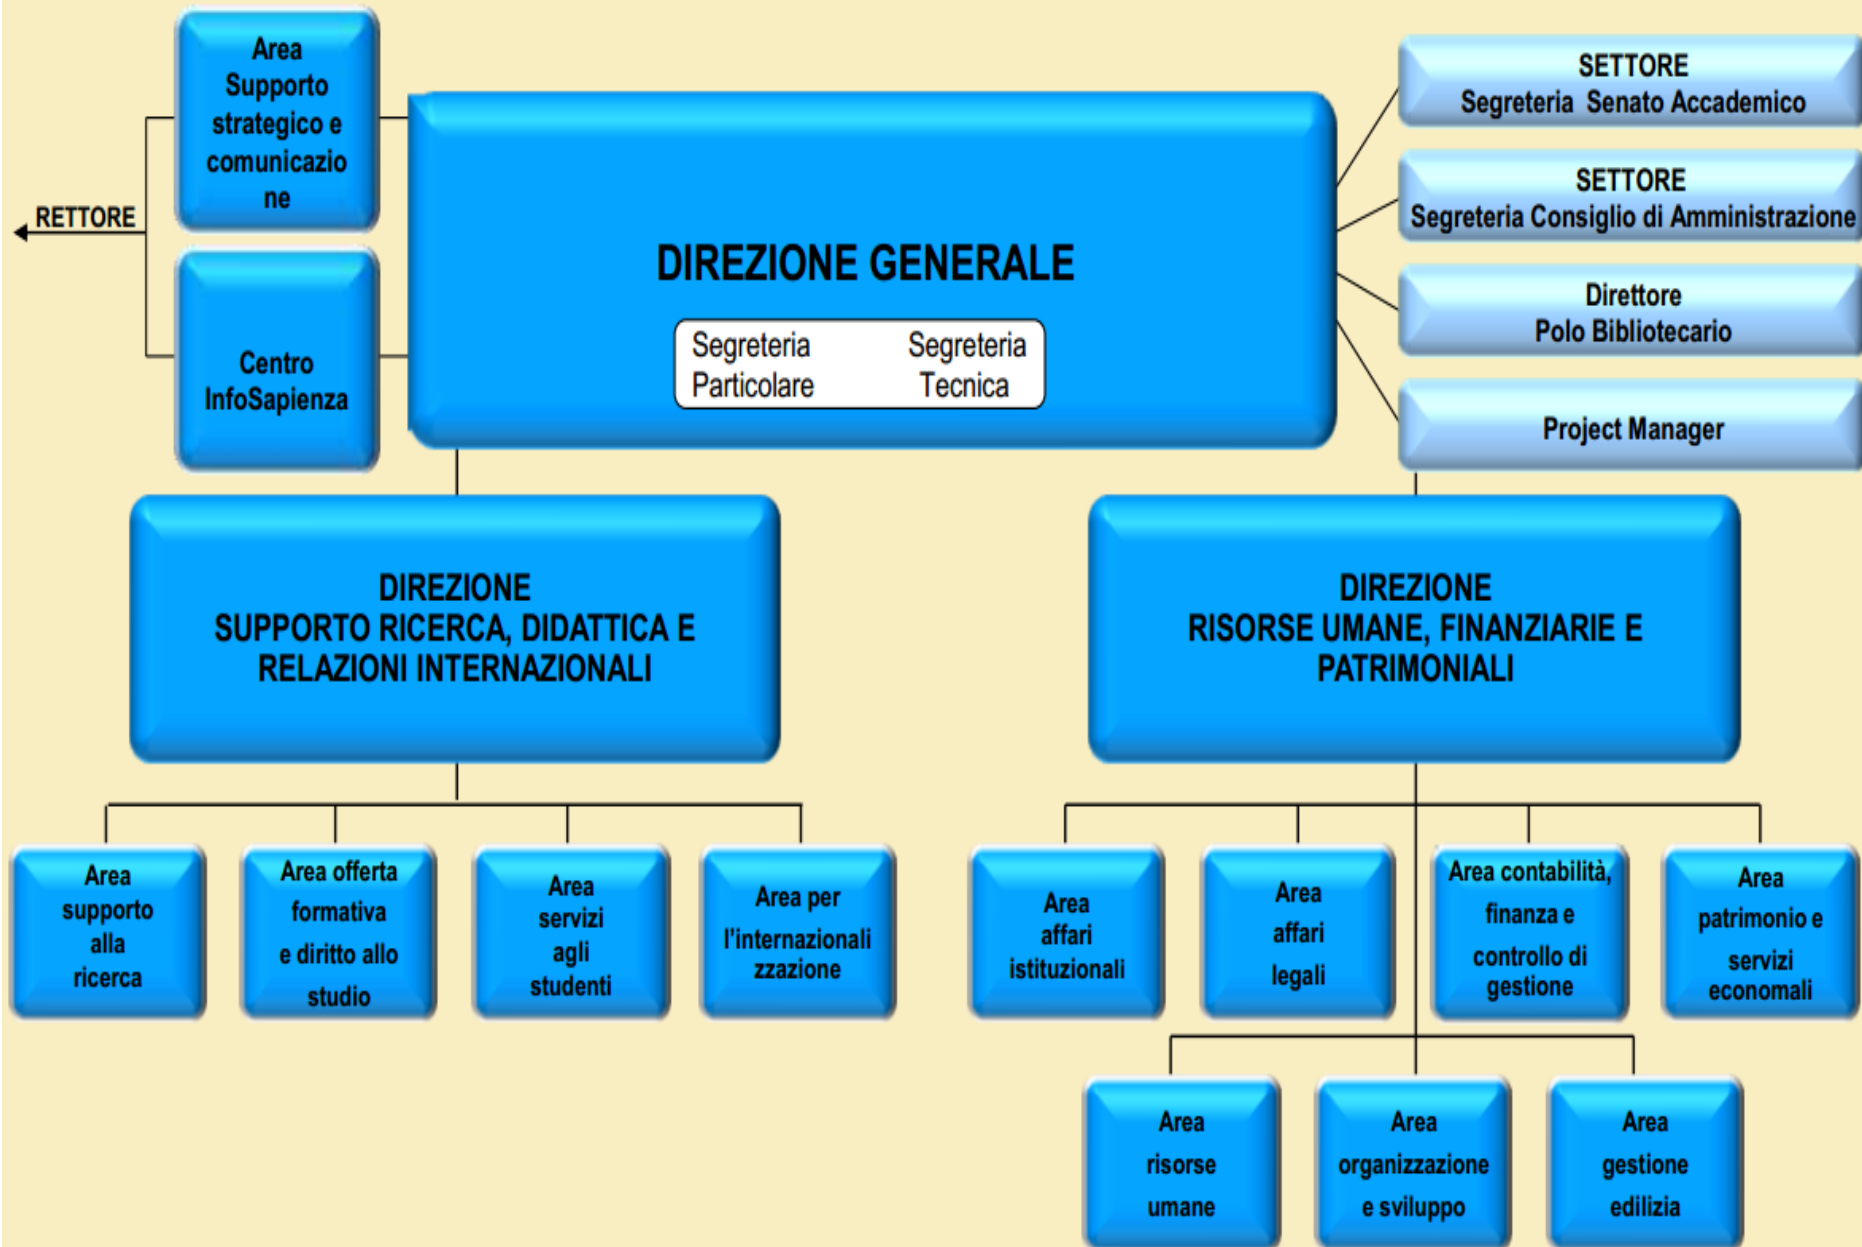 Area
Supporto
strategico e
comunicazio
ne
RETTORE
Centro
InfoSapienza
DIREZIONE GENERALE
Segreteria
Particolare
Segreteria
Tecnica
SETTORE
Segreteria Senato Accademico
SETTORE
Segreteria Consiglio di Amministrazione
Direttore
Polo Bibliotecario
Project Manager
DIREZIONE
SUPPORTO RICERCA, DIDATTICA E
RELAZIONI INTERNAZIONALI
DIREZIONE
RISORSE UMANE, FINANZIARIE E
PATRIMONIALI
Area
supporto
alla
ricerca
Area offerta
formativa
e diritto allo
studio
Area
servizi
agli
studenti
Area per
l'internazionali
zzazione
Area
affari
istituzionali
Area
affari
legali
Area contabilità,
finanza e
controllo di
gestione
Area
patrimonio e
servizi
economali
Area
risorse
umane
Area
organizzazione
e sviluppo
Area
gestione
edilizia